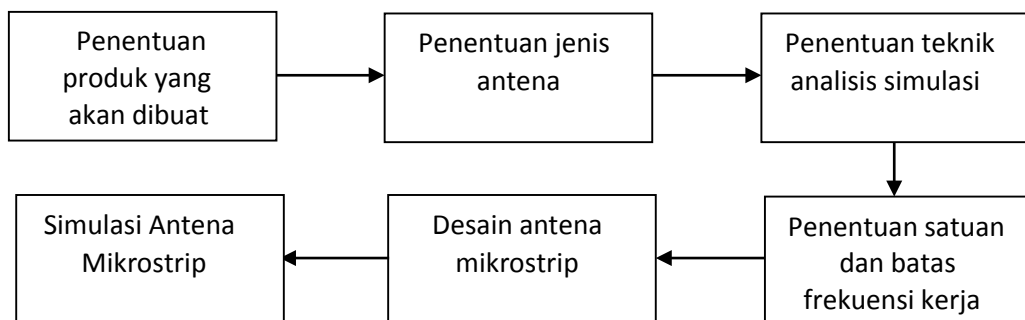 Penentuan
produk yang
akan dibuat
Penentuan jenis
antena
Penentuan teknik
analisis simulasi
Penentuan satuan
dan batas
frekuensi kerja
Desain antena
mikrostrip
Simulasi Antena
Mikrostrip